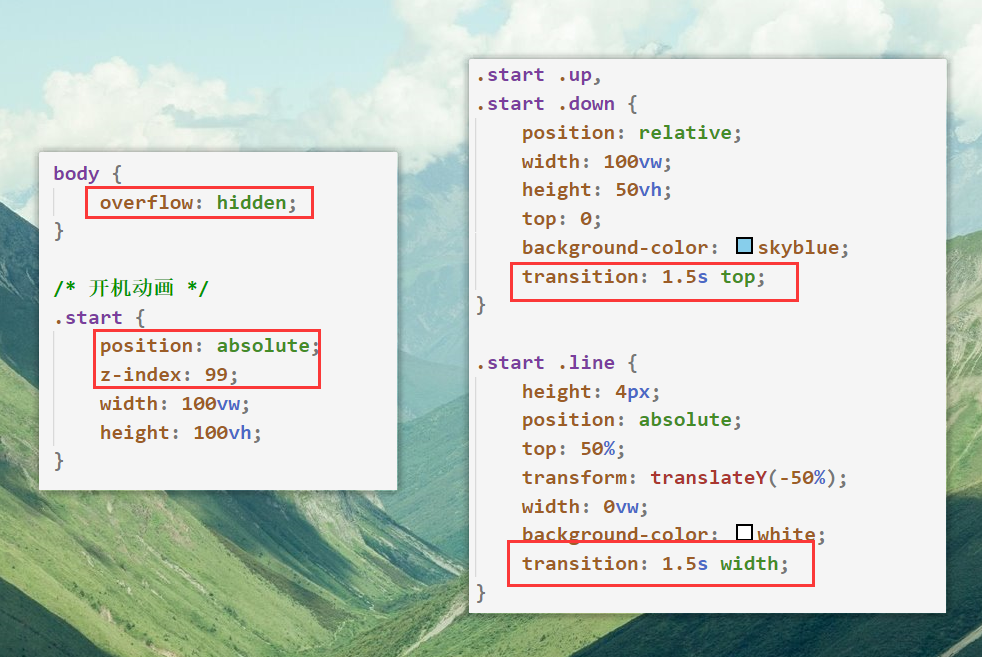 body {
overflow: hidden;
}
/* 开机动画 */
.start {
position: absolute;
z-index: 99;
width: 100vw;
height: 100vh;
}
.start .up,
.start .down {
position: relative;
width: 100vw;
height: 50vh;
top: 0;
background-color: skyblue;
transition: 1.5s top;
}
.start .line {
height: 4px;
position: absolute;
top: 50%;
transform: translateY(-50%);
width: 0vw;
background-color: white;
transition: 1.5s width;
}